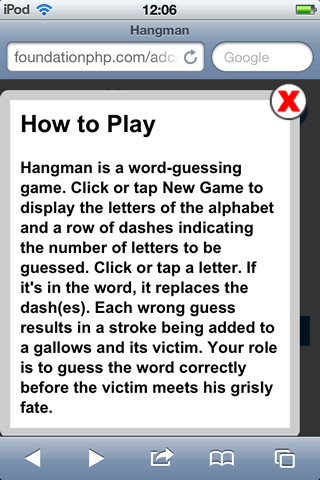 iPod 12:06
Hangman
foundationphp.com/adc Google
X
How to Play
Hangman is a word-guessing
game. Click or tap New Game to
display the letters of the alphabet
and a row of dashes indicating
the number of letters to be
guessed. Click or tap a letter. If
it's in the word, it replaces the
dash(es). Each wrong guess
results in a stroke being added to
a gallows and its victim. Your role
is to guess the word correctly
before the victim meets his grisly
fate.